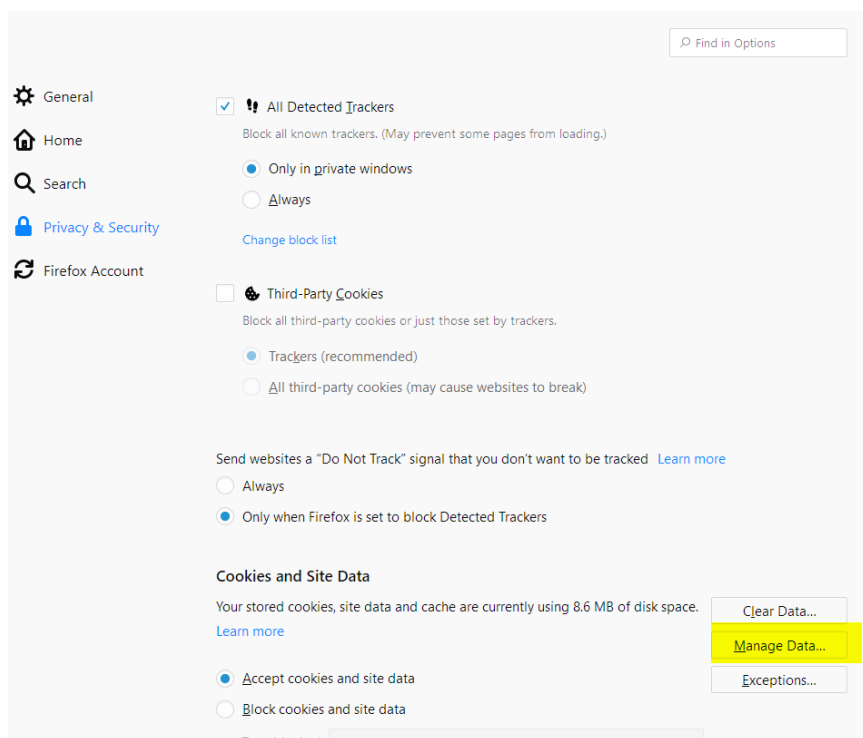 Find in Options
General
Home
Search
Privacy & Security
Firefox Account
All Detected Trackers
Block all known trackers. (May prevent some pages from loading.)
Only in private windows
Always
Change block list
Third-Party Cookies
Block all third-party cookies or just those set by trackers.
Trackers (recommended)
All third-party cookies (may cause websites to break)
Send websites a “Do Not Track” signal that you don’t want to be tracked Learn more
Always
Only when Firefox is set to block Detected Trackers
Cookies and Site Data
Your stored cookies, site data and cache are currently using 8.6 MB of disk space.
Learn more
Clear Data...
Manage Data...
Exceptions...
Accept cookies and site data
Block cookies and site data